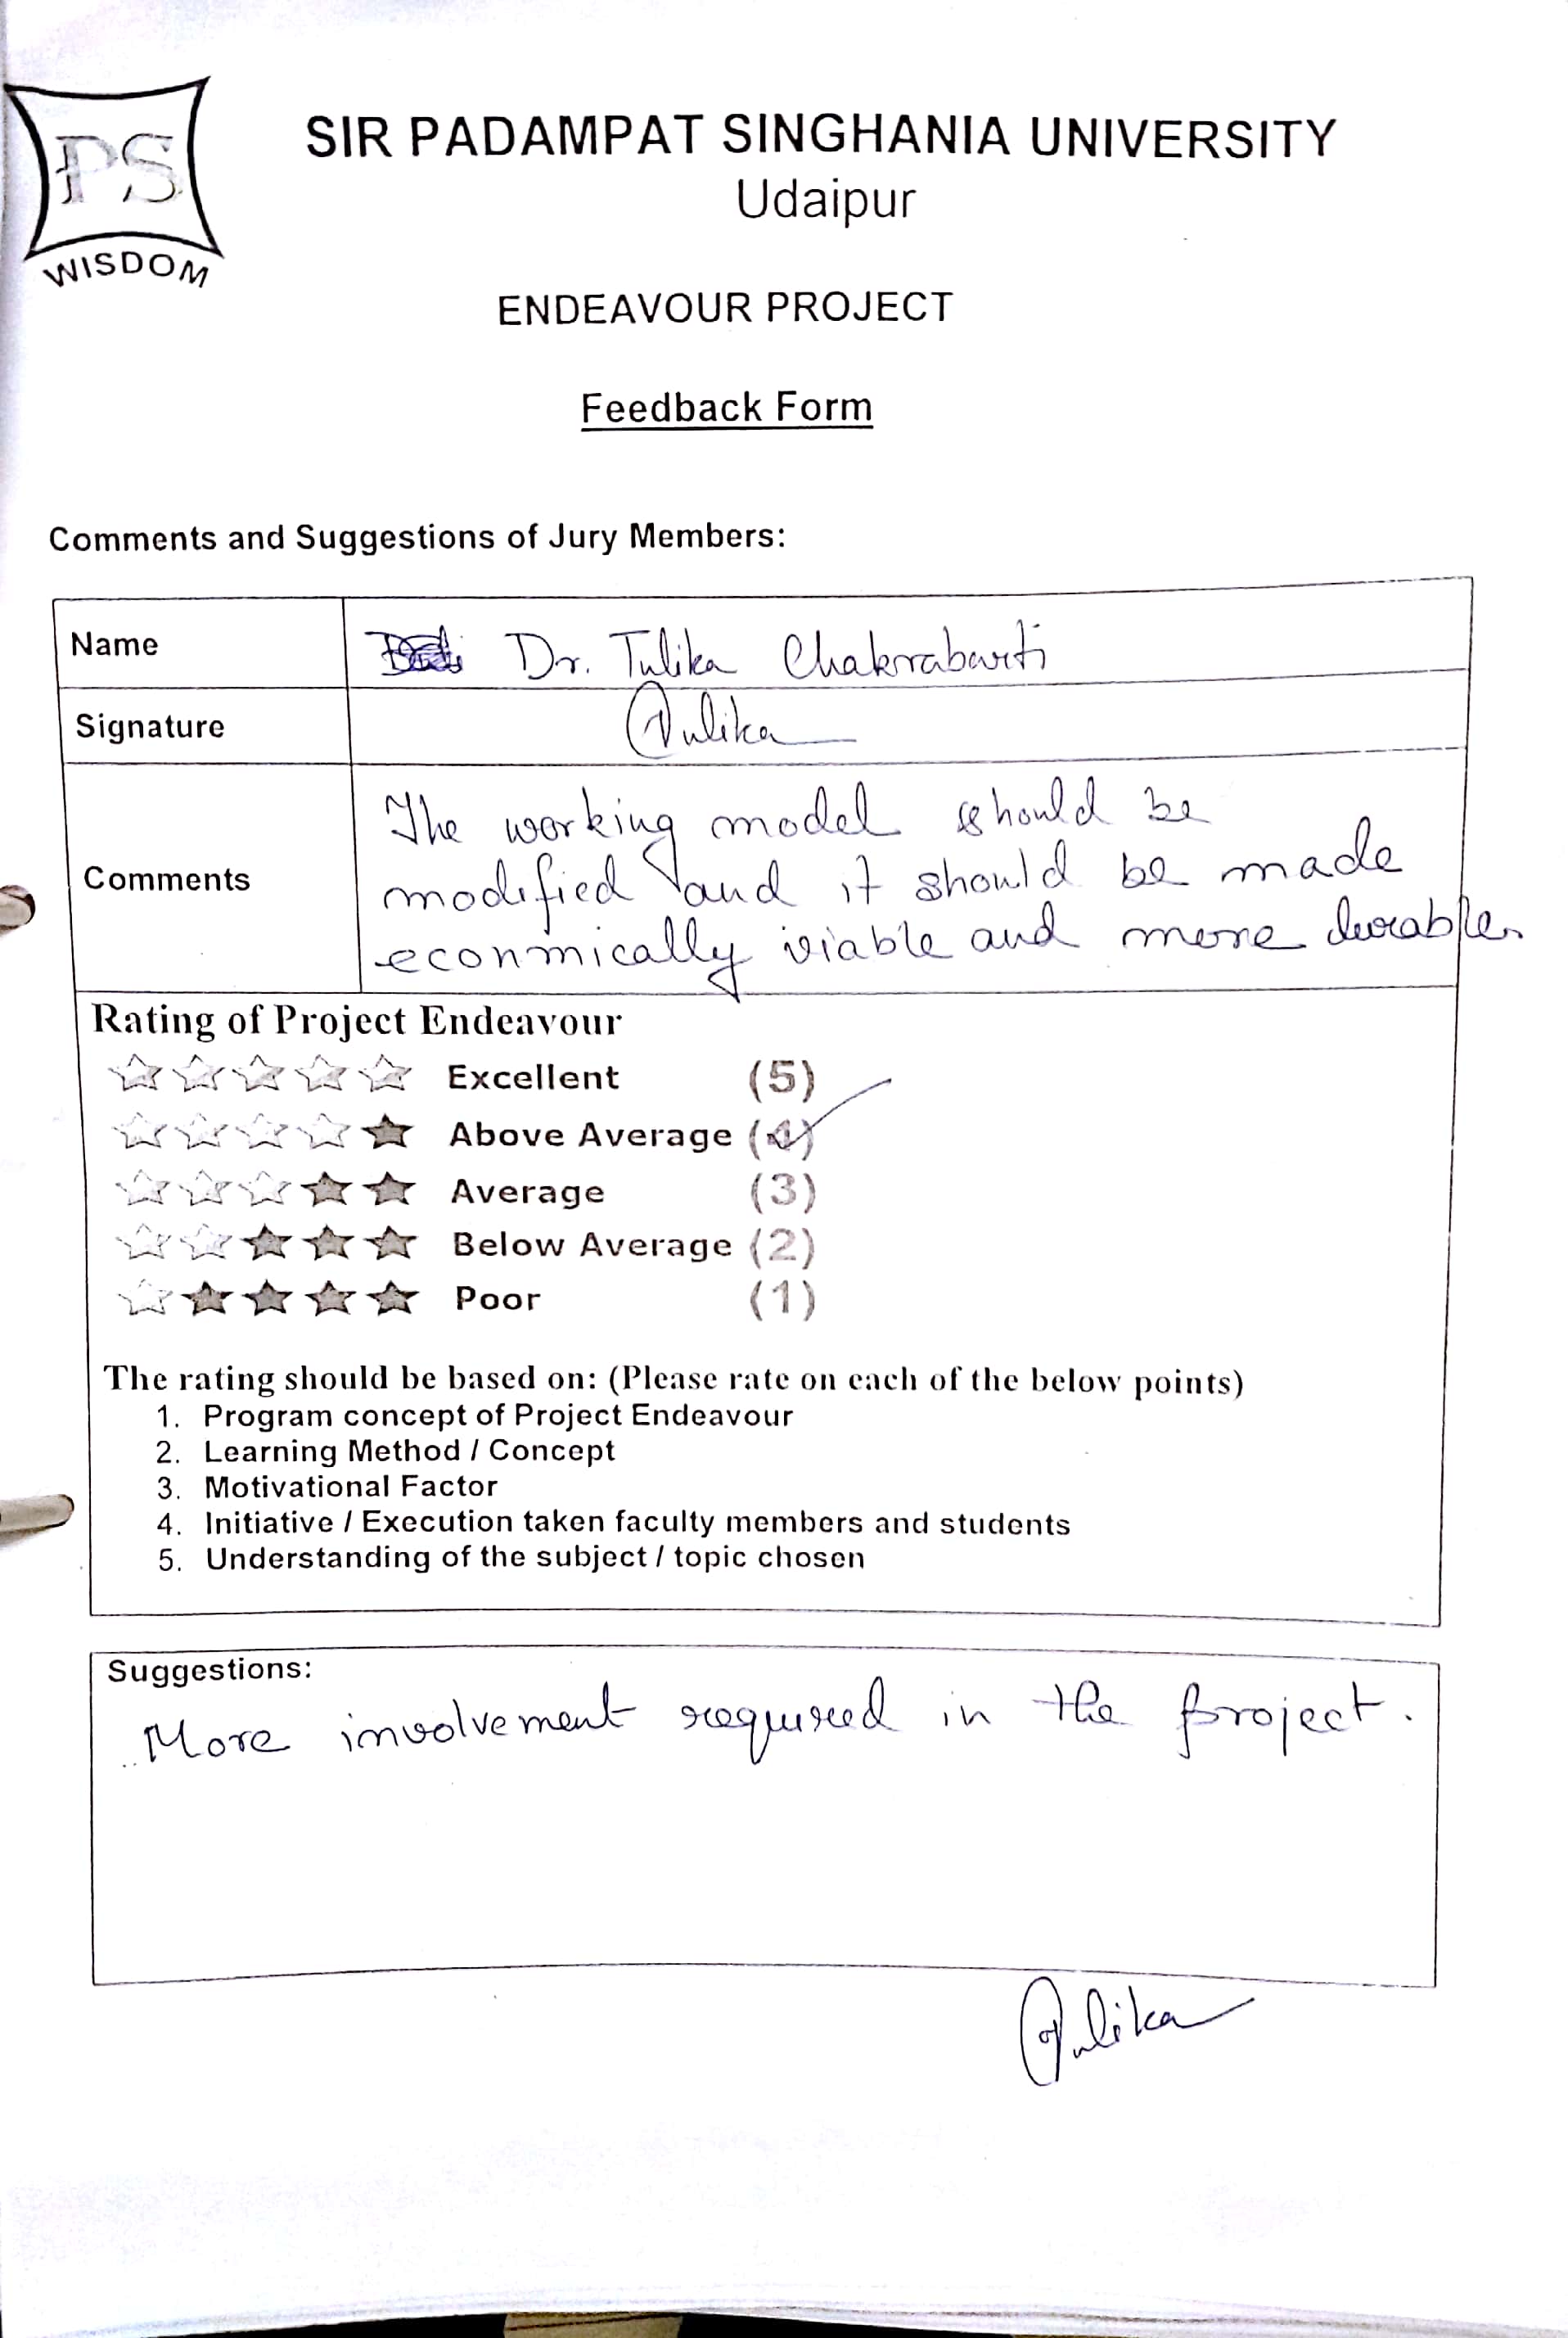 PS
WISDOM
SIR PADAMPAT SINGHANIA UNIVERSITY
Udaipur
ENDEAVOUR PROJECT
Feedback Form
Comments and Suggestions of Jury Members:
Name Dr. Tulika Chakrabarti
Signature Tulika
Comments
The working model should be
modified and it should be made
econmically viable and more durable.
Rating of Project Endeavour
Excellent (5)
Above Average (4)
Average (3)
Below Average (2)
Poor (1)
The rating should be based on: (Please rate on each of the below points)
1. Program concept of Project Endeavour
2. Learning Method / Concept
3. Motivational Factor
4. Initiative / Execution taken faculty members and students
5. Understanding of the subject / topic chosen
Suggestions:
More involvement required in the project.
Tulika